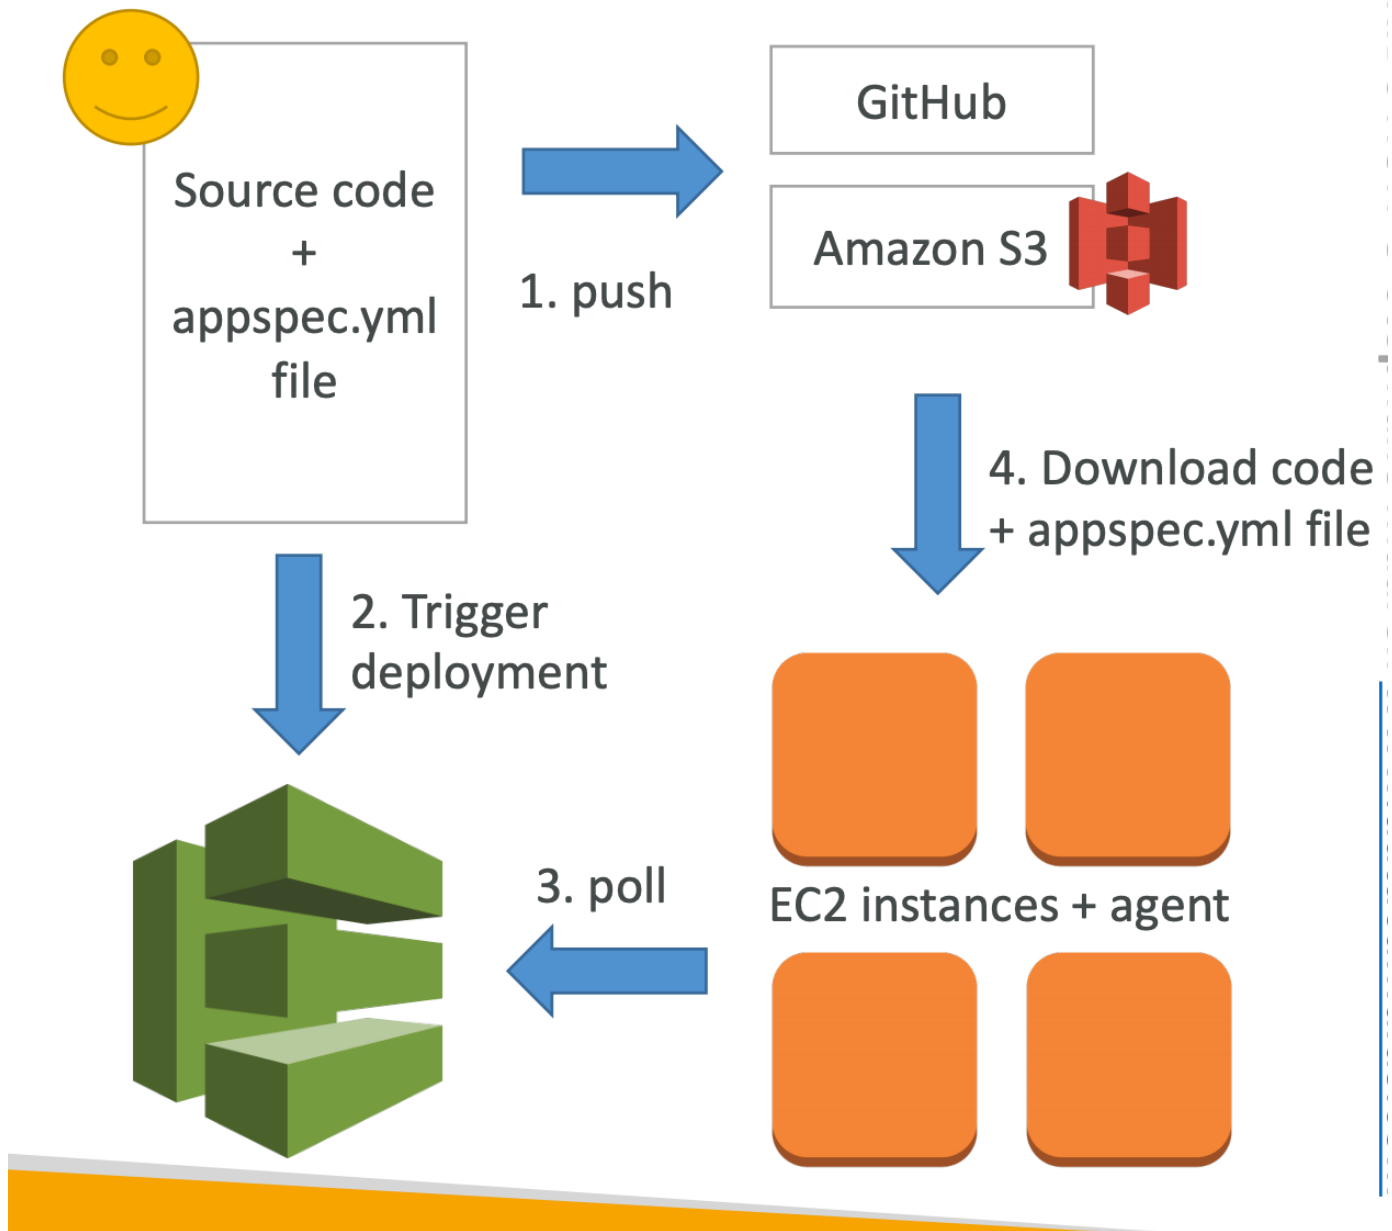 Source code
+
appspec.yml
file
1. push
GitHub
Amazon S3
4. Download code
+ appspec.yml file
2. Trigger
deployment
3. poll
EC2 instances + agent